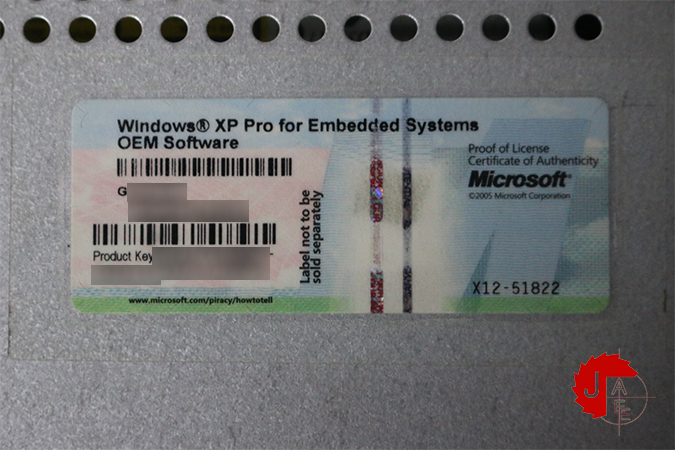 Windows® XP Pro for Embedded Systems
OEM Software
G
Product Key
www.microsoft.com/piracy/howtotell
Label not to be
sold separately
Proof of License
Certificate of Authenticity
Microsoft®
©2005 Microsoft Corporation
X12-51822
J
A